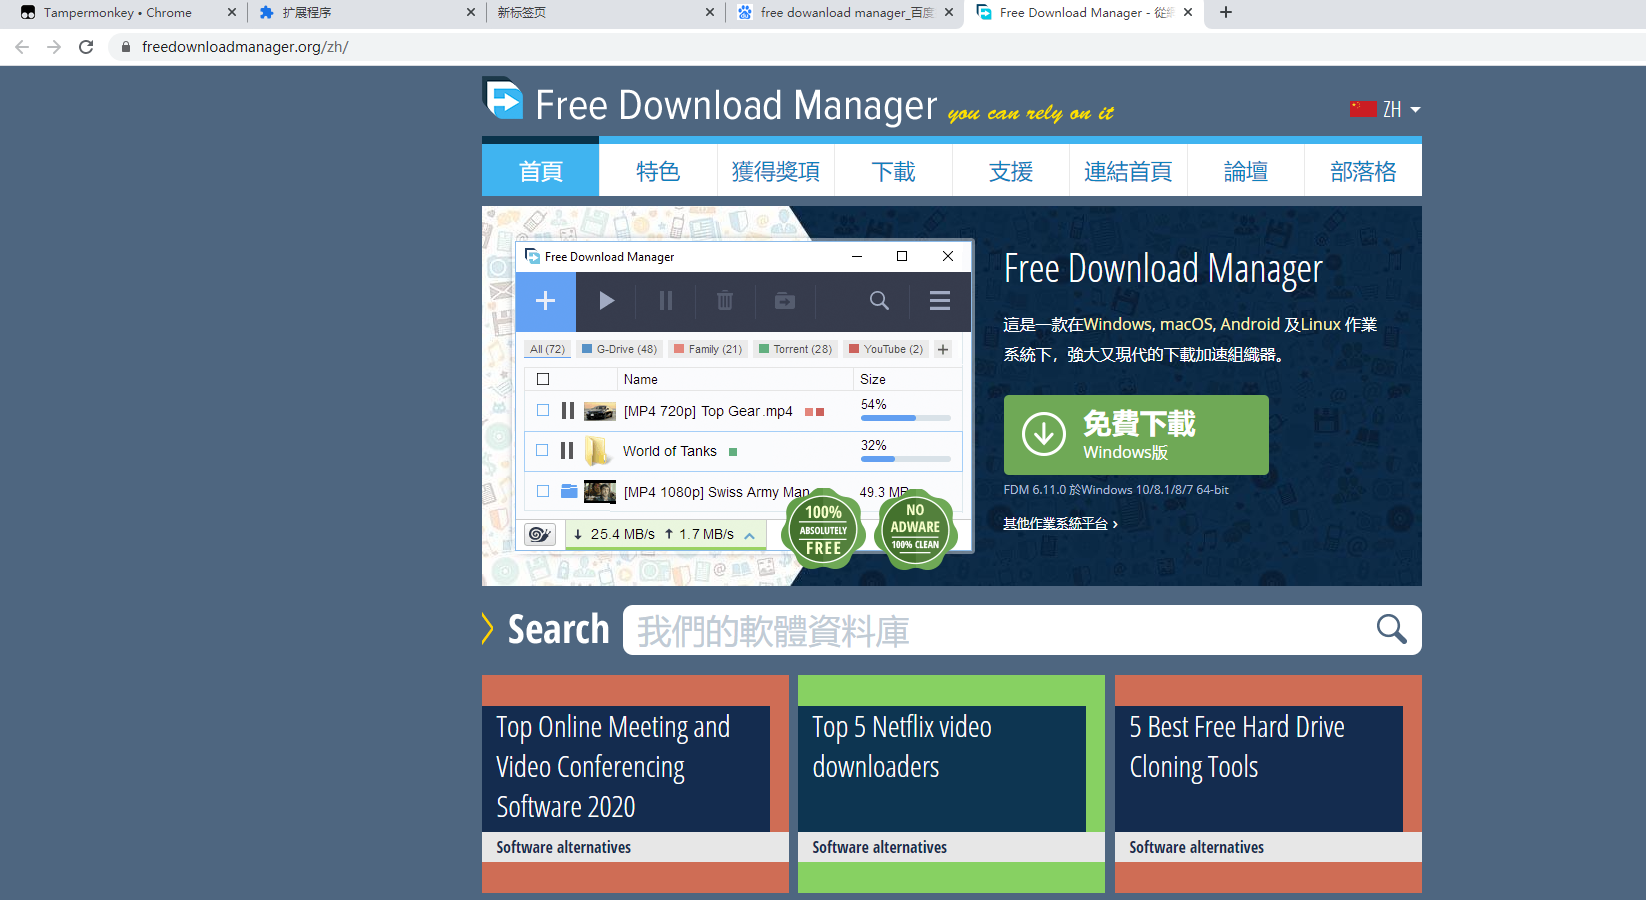 Tampermonkey • Chrome
扩展程序
新标签页
free dowanload manager_百度
Free Download Manager - 從網
freedownloadmanager.org/zh/
Free Download Manager you can rely on it
ZH
首頁
特色
獲得獎項
下載
支援
連結首頁
論壇
部落格
Free Download Manager
All (72)
G-Drive (48)
Family (21)
Torrent (28)
YouTube (2)
Name
Size
[MP4 720p] Top Gear.mp4
54%
World of Tanks
32%
[MP4 1080p] Swiss Army Man
49.3 MB
25.4 MB/s
1.7 MB/s
100%
ABSOLUTELY
FREE
NO
ADWARE
100% CLEAN
Free Download Manager
這是一款在Windows, macOS, Android 及Linux 作業
系統下，強大又現代的下載加速組織器。
免費下載
Windows版
FDM 6.11.0 於Windows 10/8.1/8/7 64-bit
其他作業系統平台 ›
Search
我們的軟體資料庫
Top Online Meeting and
Video Conferencing
Software 2020
Software alternatives
Top 5 Netflix video
downloaders
Software alternatives
5 Best Free Hard Drive
Cloning Tools
Software alternatives